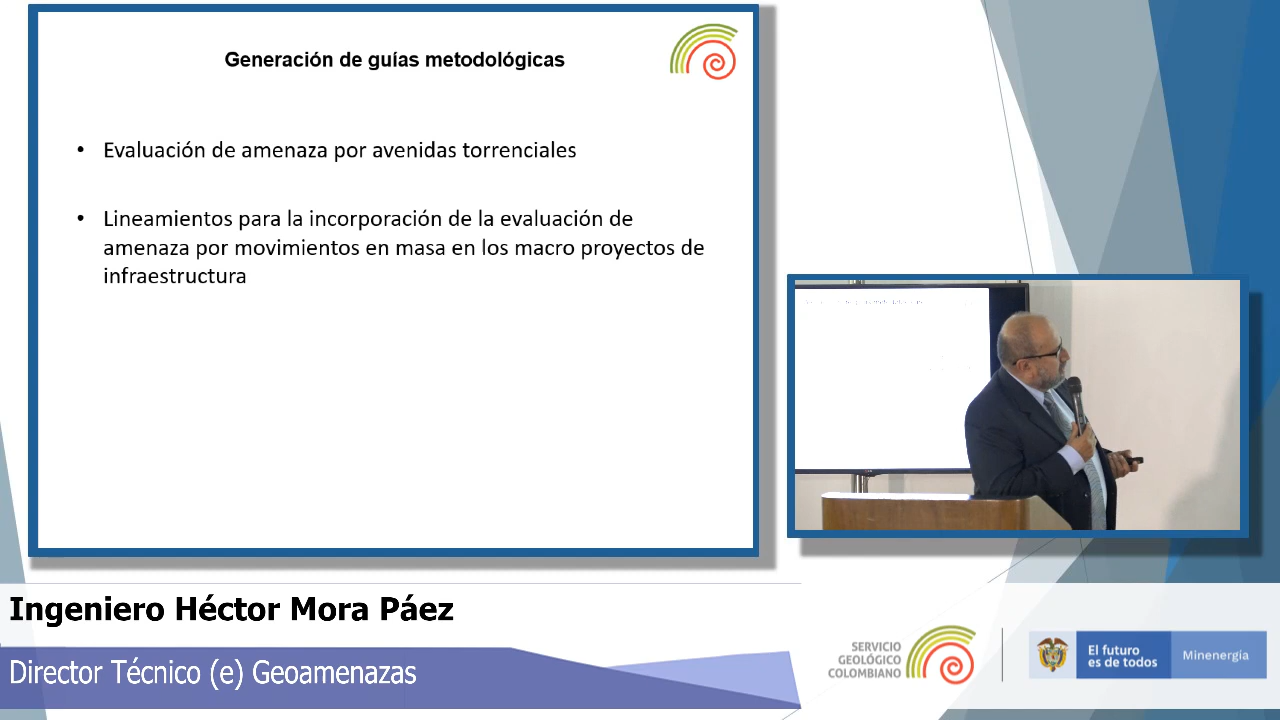 Generación de guías metodológicas
• Evaluación de amenaza por avenidas torrenciales
• Lineamientos para la incorporación de la evaluación de
amenaza por movimientos en masa en los macro proyectos de
infraestructura
Ingeniero Héctor Mora Páez
Director Técnico (e) Geoamenazas
SERVICIO
GEOLÓGICO
COLOMBIANO
El futuro
es de todos
Minenergía